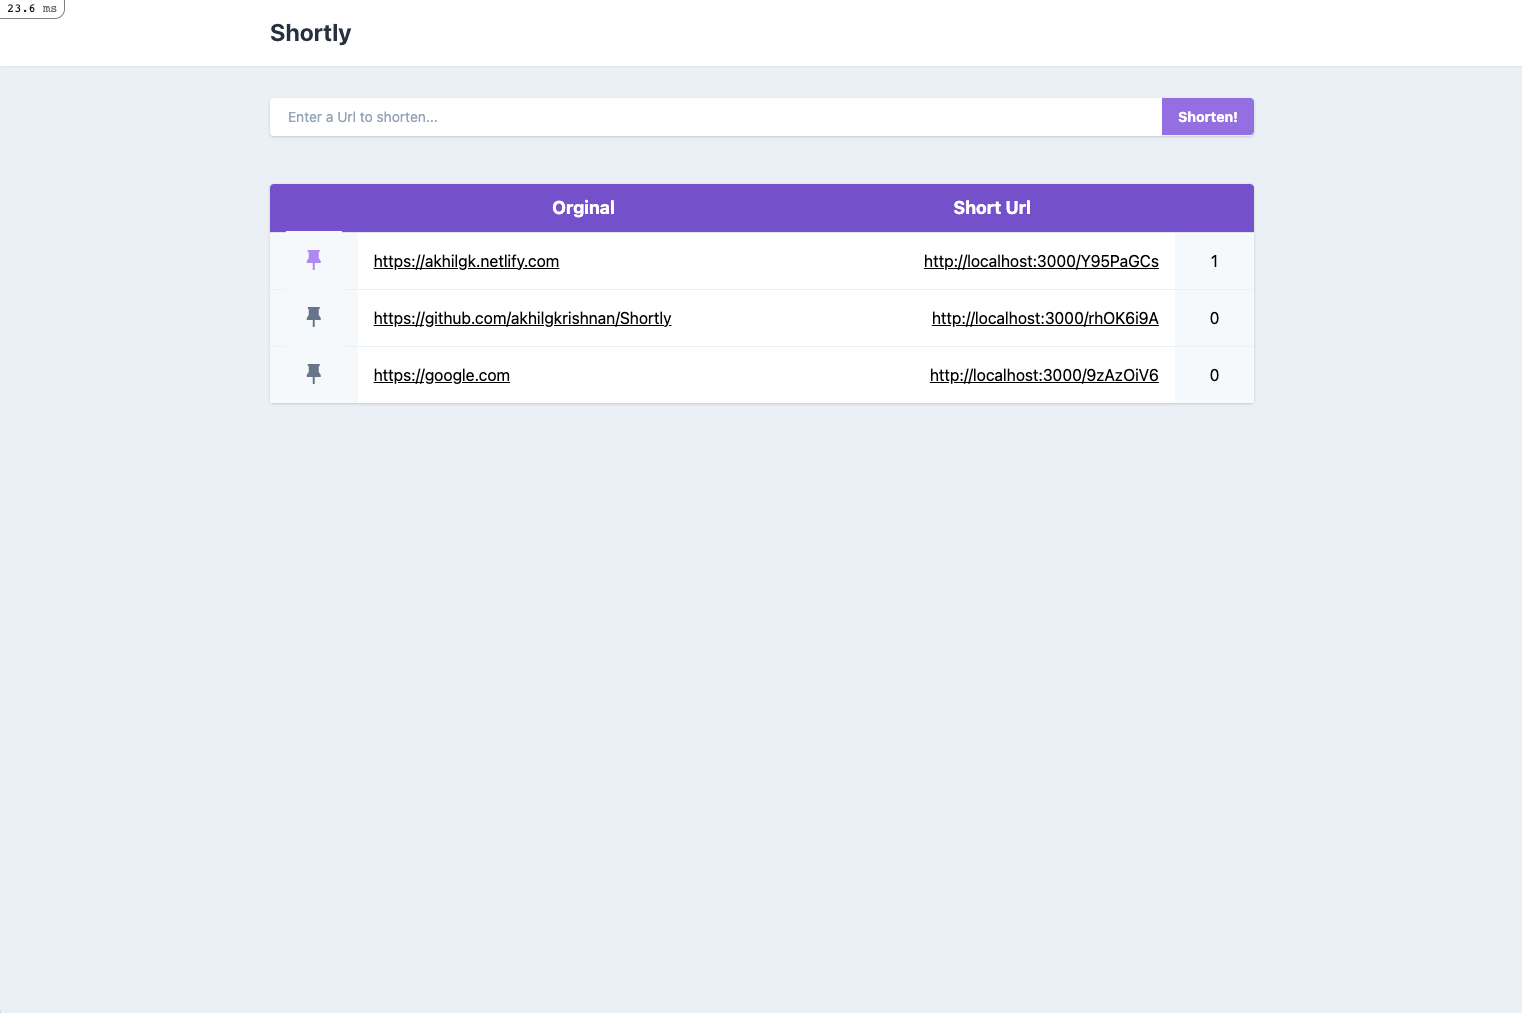 23.6 ms
Shortly
Enter a Url to shorten... Shorten!
Orginal Short Url
https://akhilgk.netlify.com http://localhost:3000/Y95PaGCs 1
https://github.com/akhilgkrishnan/Shortly http://localhost:3000/rhOK6i9A 0
https://google.com http://localhost:3000/9zAzOiV6 0